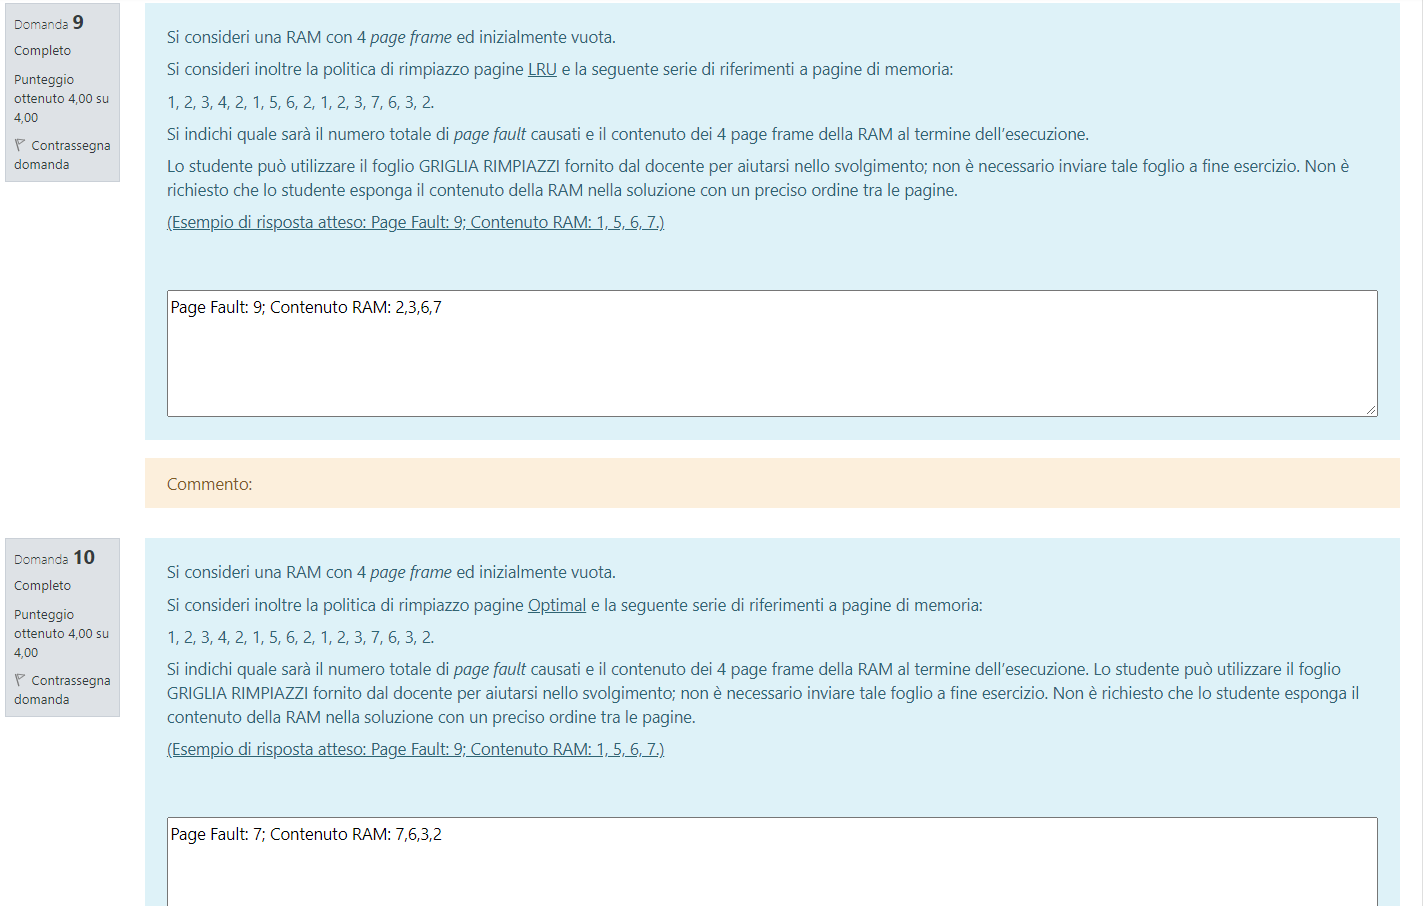 Domanda 9
Completo
Punteggio
ottenuto 4,00 su
4,00
Contrassegna
domanda
Si consideri una RAM con 4 page frame ed inizialmente vuota.
Si consideri inoltre la politica di rimpiazzo pagine LRU e la seguente serie di riferimenti a pagine di memoria:
1, 2, 3, 4, 2, 1, 5, 6, 2, 1, 2, 3, 7, 6, 3, 2.
Si indichi quale sarà il numero totale di page fault causati e il contenuto dei 4 page frame della RAM al termine dell'esecuzione.
Lo studente può utilizzare il foglio GRIGLIA RIMPIAZZI fornito dal docente per aiutarsi nello svolgimento; non è necessario inviare tale foglio a fine esercizio. Non è
richiesto che lo studente esponga il contenuto della RAM nella soluzione con un preciso ordine tra le pagine.
(Esempio di risposta atteso: Page Fault: 9; Contenuto RAM: 1, 5, 6, 7.)
Page Fault: 9; Contenuto RAM: 2,3,6,7
Commento:
Domanda 10
Completo
Punteggio
ottenuto 4,00 su
4,00
Contrassegna
domanda
Si consideri una RAM con 4 page frame ed inizialmente vuota.
Si consideri inoltre la politica di rimpiazzo pagine Optimal e la seguente serie di riferimenti a pagine di memoria:
1, 2, 3, 4, 2, 1, 5, 6, 2, 1, 2, 3, 7, 6, 3, 2.
Si indichi quale sarà il numero totale di page fault causati e il contenuto dei 4 page frame della RAM al termine dell'esecuzione. Lo studente può utilizzare il foglio
GRIGLIA RIMPIAZZI fornito dal docente per aiutarsi nello svolgimento; non è necessario inviare tale foglio a fine esercizio. Non è richiesto che lo studente esponga il
contenuto della RAM nella soluzione con un preciso ordine tra le pagine.
(Esempio di risposta atteso: Page Fault: 9; Contenuto RAM: 1, 5, 6, 7.)
Page Fault: 7; Contenuto RAM: 7,6,3,2